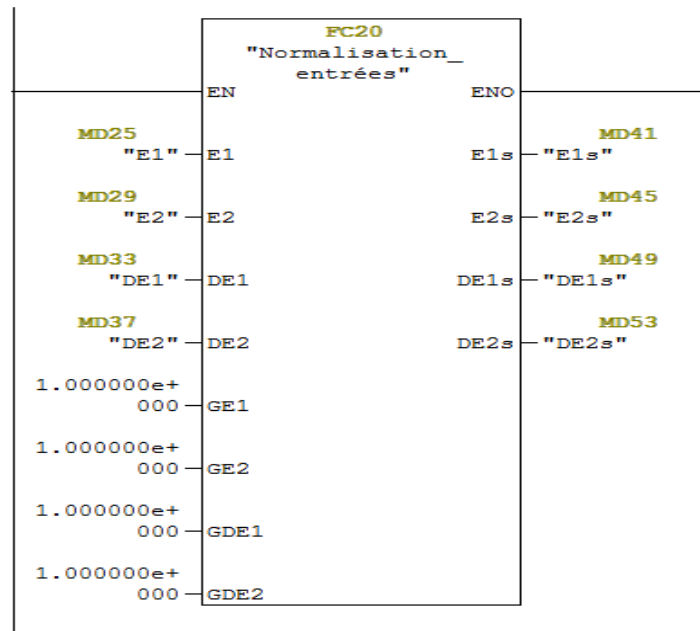 FC20
"Normalisation_
entrées"
EN ENO
MD25 MD41
"E1" E1 E1s "E1s"
MD29 MD45
"E2" E2 E2s "E2s"
MD33 MD49
"DE1" DE1 DE1s "DE1s"
MD37 MD53
"DE2" DE2 DE2s "DE2s"
1.000000e+
000 GE1
1.000000e+
000 GE2
1.000000e+
000 GDE1
1.000000e+
000 GDE2